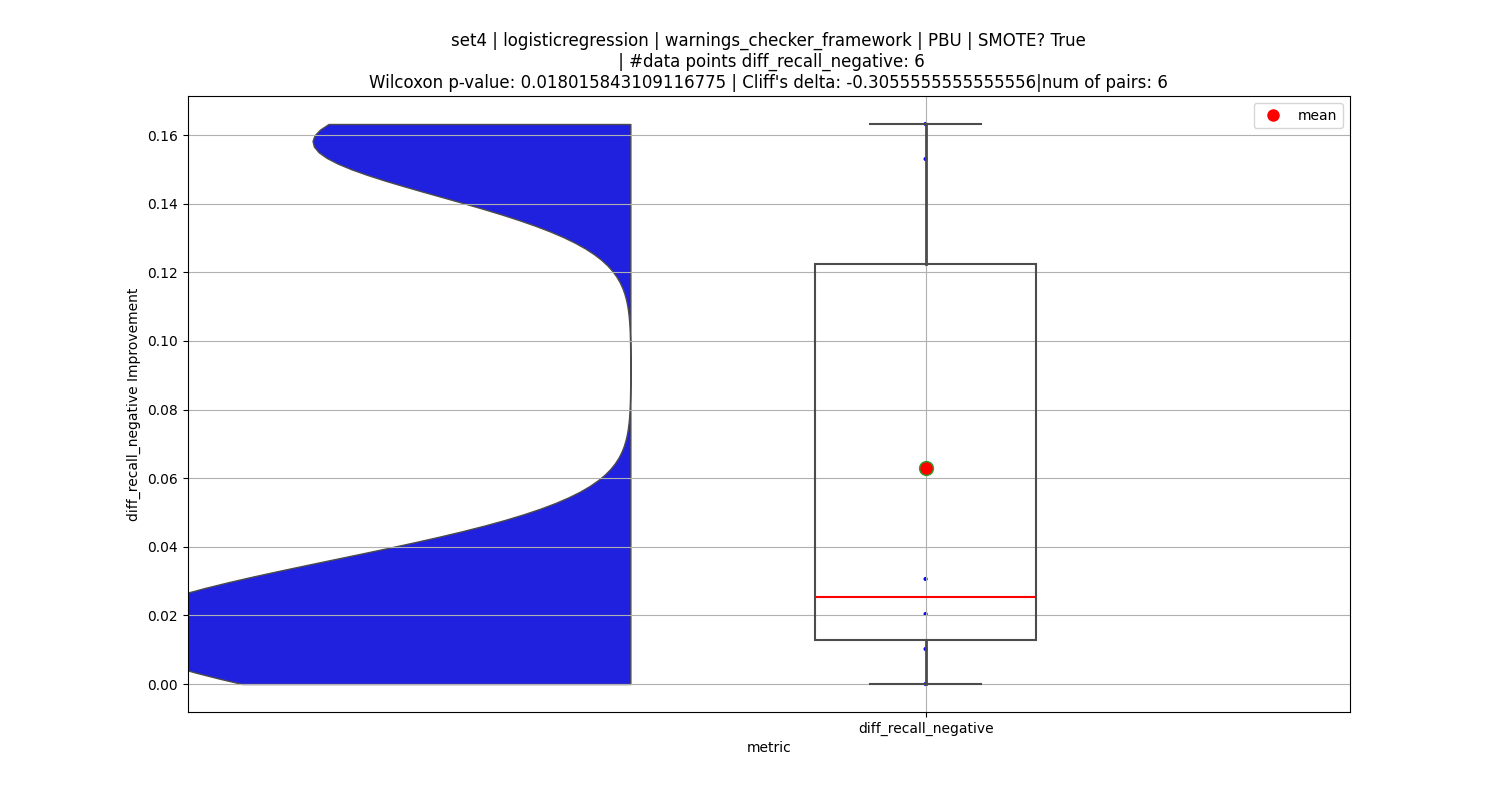 set4 | logisticregression | warnings_checker_framework | PBU | SMOTE? True
| #data points diff_recall_negative: 6
Wilcoxon p-value: 0.018015843109116775 | Cliff's delta: -0.3055555555555556|num of pairs: 6
mean
0.16
0.14
0.12
0.10
0.08
0.06
0.04
0.02
0.00
diff_recall_negative Improvement
diff_recall_negative
metric